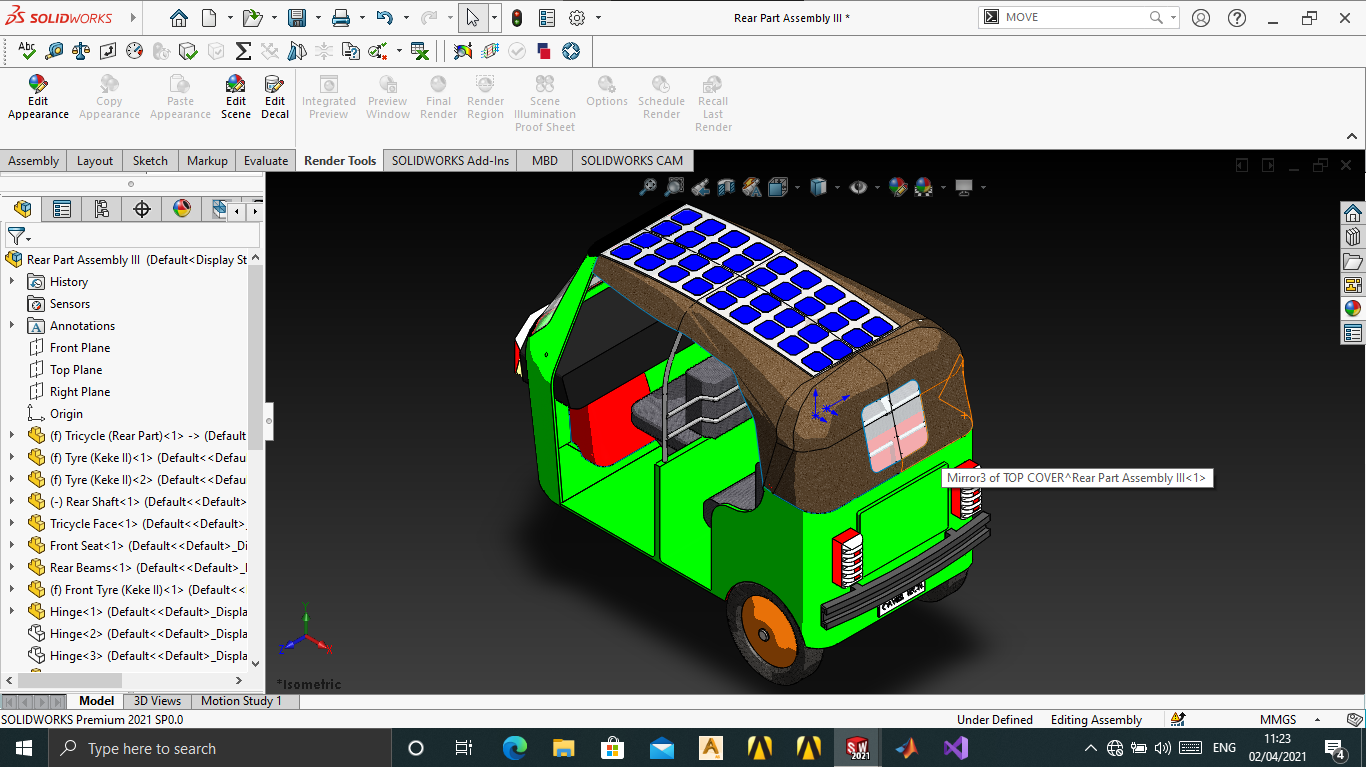 SOLIDWORKS
Rear Part Assembly III *
MOVE
Abc
Edit Appearance
Copy Appearance
Paste Appearance
Edit Scene
Edit Decal
Integrated Preview
Preview Window
Final Render
Render Region
Scene Illumination Proof Sheet
Options
Schedule Render
Recall Last Render
Assembly
Layout
Sketch
Markup
Evaluate
Render Tools
SOLIDWORKS Add-Ins
MBD
SOLIDWORKS CAM
Rear Part Assembly III (Default<Display St
History
Sensors
Annotations
Front Plane
Top Plane
Right Plane
Origin
(f) Tricycle (Rear Part)<1> -> (Default
(f) Tyre (Keke II)<1> (Default<<Defau
(f) Tyre (Keke II)<2> (Default<<Defau
(-) Rear Shaft<1> (Default<<Default>
Tricycle Face<1> (Default<<Default>_
Front Seat<1> (Default<<Default>_Di
Rear Beams<1> (Default<<Default>_I
(f) Front Tyre (Keke II)<1> (Default<<
Hinge<1> (Default<<Default>_Displa
Hinge<2> (Default<<Default>_Displa
Hinge<3> (Default<<Default>_Displa
Mirror3 of TOP COVER^Rear Part Assembly III<1>
Y
Z
X
*Isometric
Model
3D Views
Motion Study 1
SOLIDWORKS Premium 2021 SP0.0
Under Defined
Editing Assembly
MMGS
Type here to search
SW
2021
ENG
11:23
02/04/2021
4